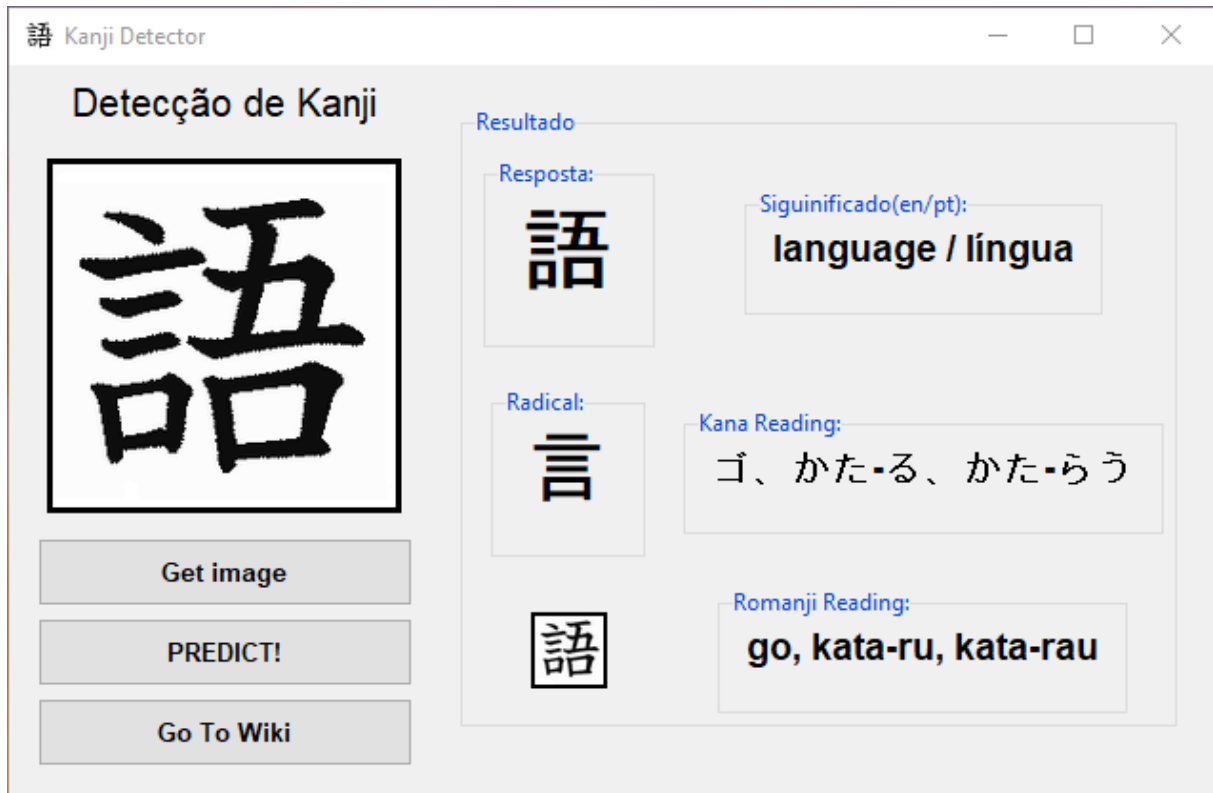 語 Kanji Detector
Detecção de Kanji
語
Get image
PREDICT!
Go To Wiki
Resultado
Resposta:
語
Siguinificado(en/pt):
language / língua
Radical:
言
Kana Reading:
ゴ、かた-る、かた-らう
語
Romanji Reading:
go, kata-ru, kata-rau